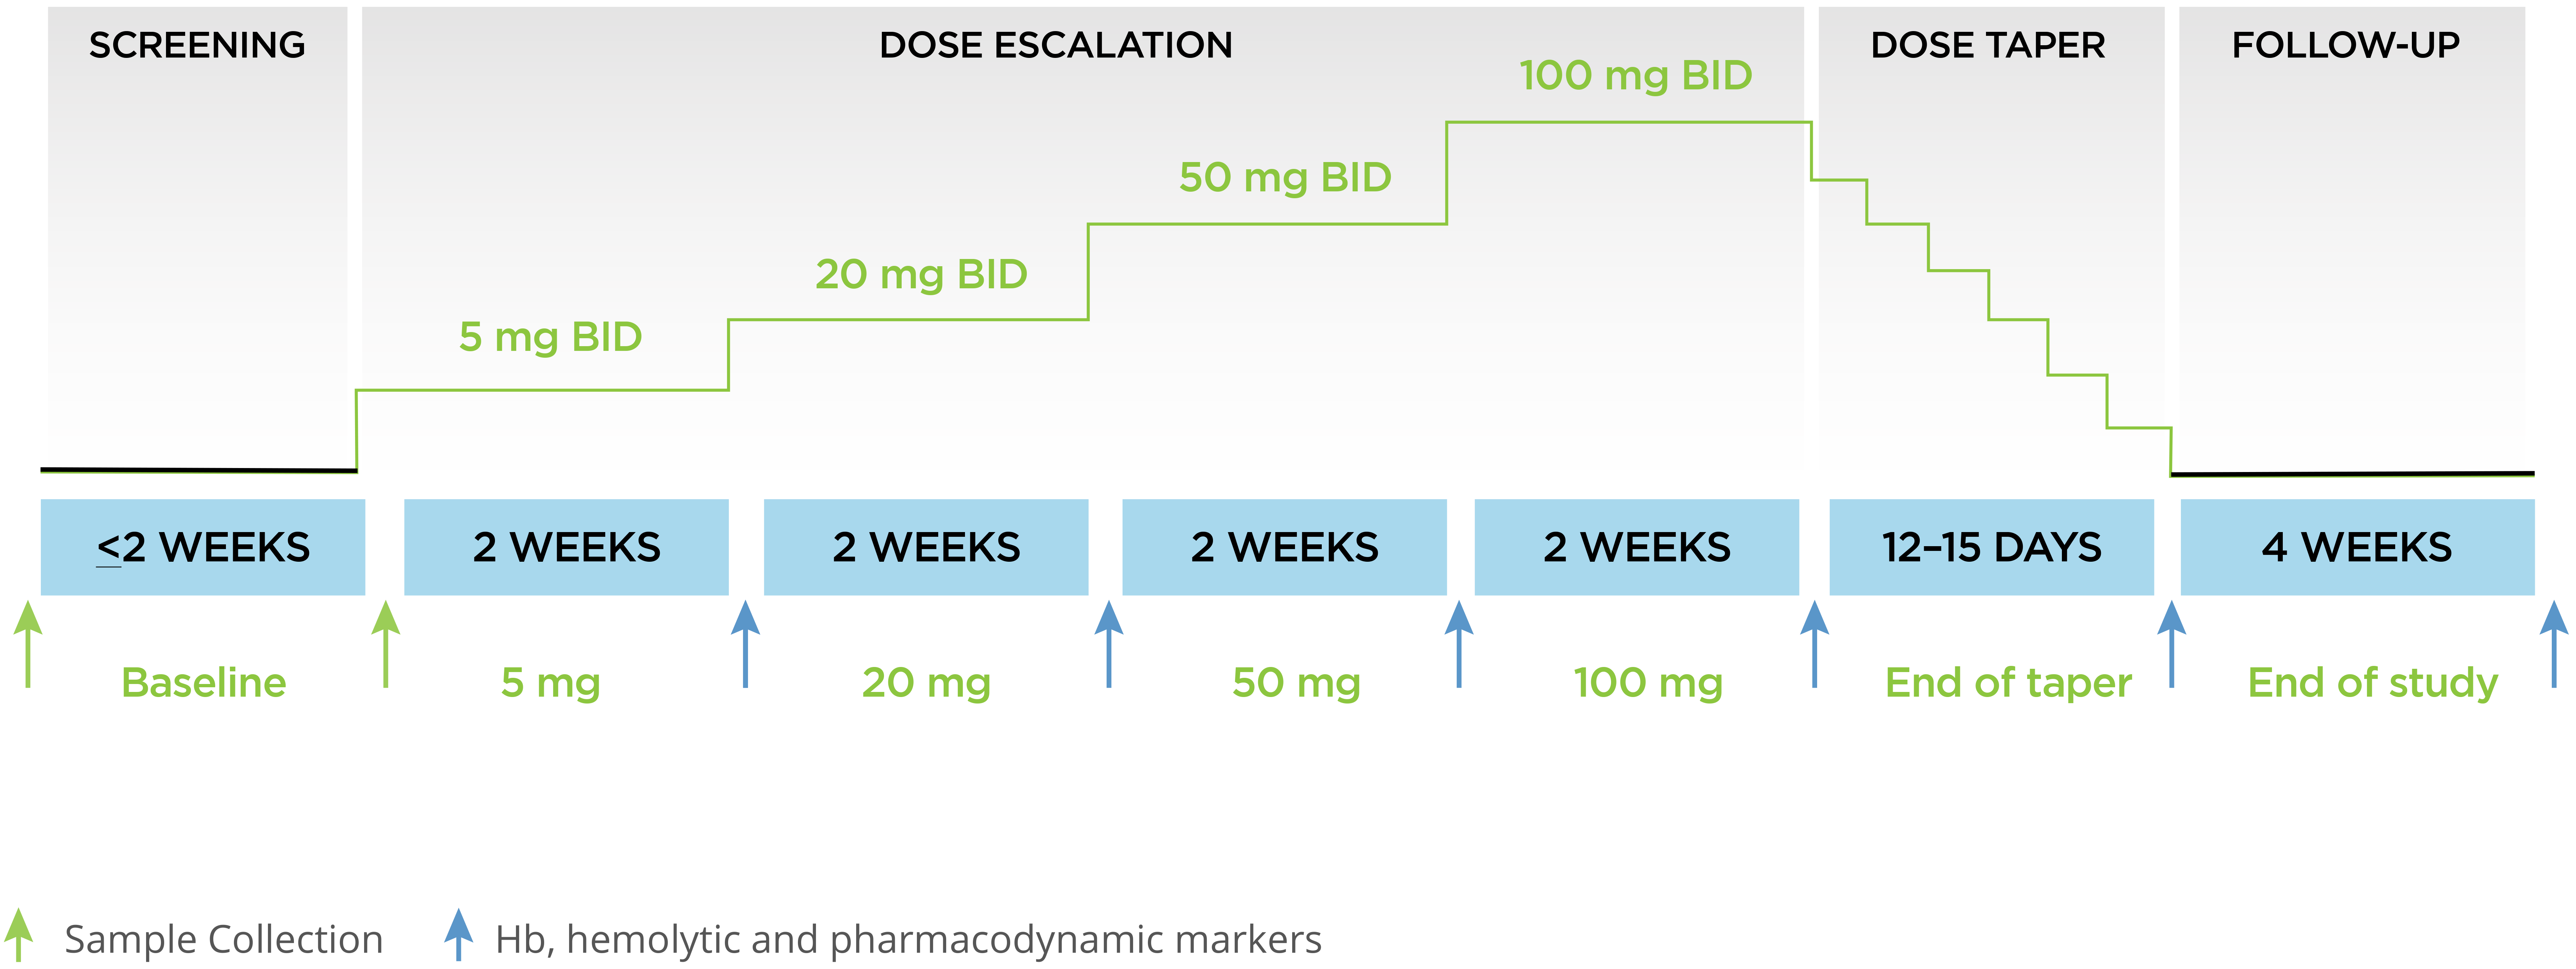 SCREENING
DOSE ESCALATION
DOSE TAPER
FOLLOW-UP
100 mg BID
50 mg BID
20 mg BID
5 mg BID
≤2 WEEKS
2 WEEKS
2 WEEKS
2 WEEKS
2 WEEKS
12–15 DAYS
4 WEEKS
Baseline
5 mg
20 mg
50 mg
100 mg
End of taper
End of study
Sample Collection
Hb, hemolytic and pharmacodynamic markers